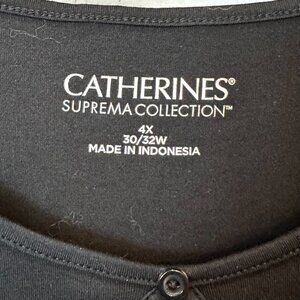 CATHERINES®
SUPREMA COLLECTION™
4X
30/32W
MADE IN INDONESIA